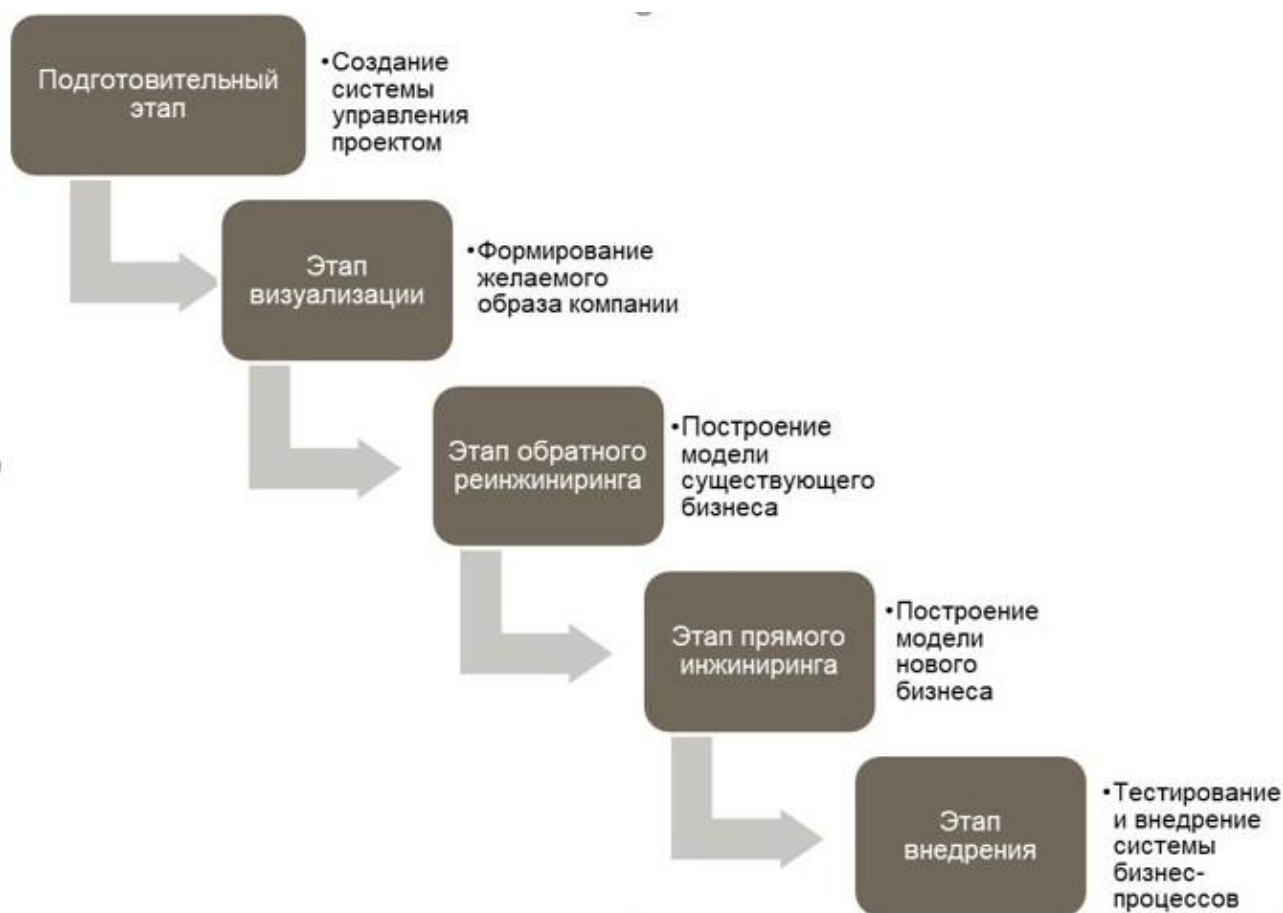 Подготовительный
этап
•Создание
системы
управления
проектом
Этап
визуализации
•Формирование
желаемого
образа компании
Этап обратного
реинжиниринга
•Построение
модели
существующего
бизнеса
Этап прямого
инжиниринга
•Построение
модели
нового
бизнеса
Этап
внедрения
•Тестирование
и внедрение
системы
бизнес-
процессов